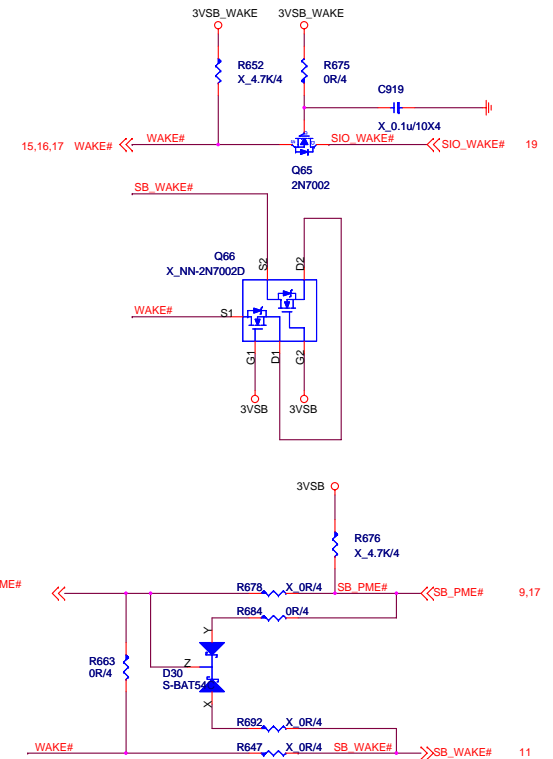 3VSB_WAKE 3VSB_WAKE
R652 R675
X_4.7K/4 0R/4
C919
X_0.1u/10X4
15,16,17 WAKE# WAKE# SIO_WAKE# SIO_WAKE# 19
Q65
2N7002
SB_WAKE#
Q66
X_NN-2N7002D
S2 D2
WAKE# S1
G1 D1 G2
3VSB 3VSB
3VSB
R676
X_4.7K/4
ME# R678 X_0R/4 SB_PME# SB_PME# 9,17
R684 0R/4
Y
R663 Z D30
0R/4 S-BAT54
X
R692 X_0R/4
WAKE# R647 X_0R/4 SB_WAKE# SB_WAKE# 11